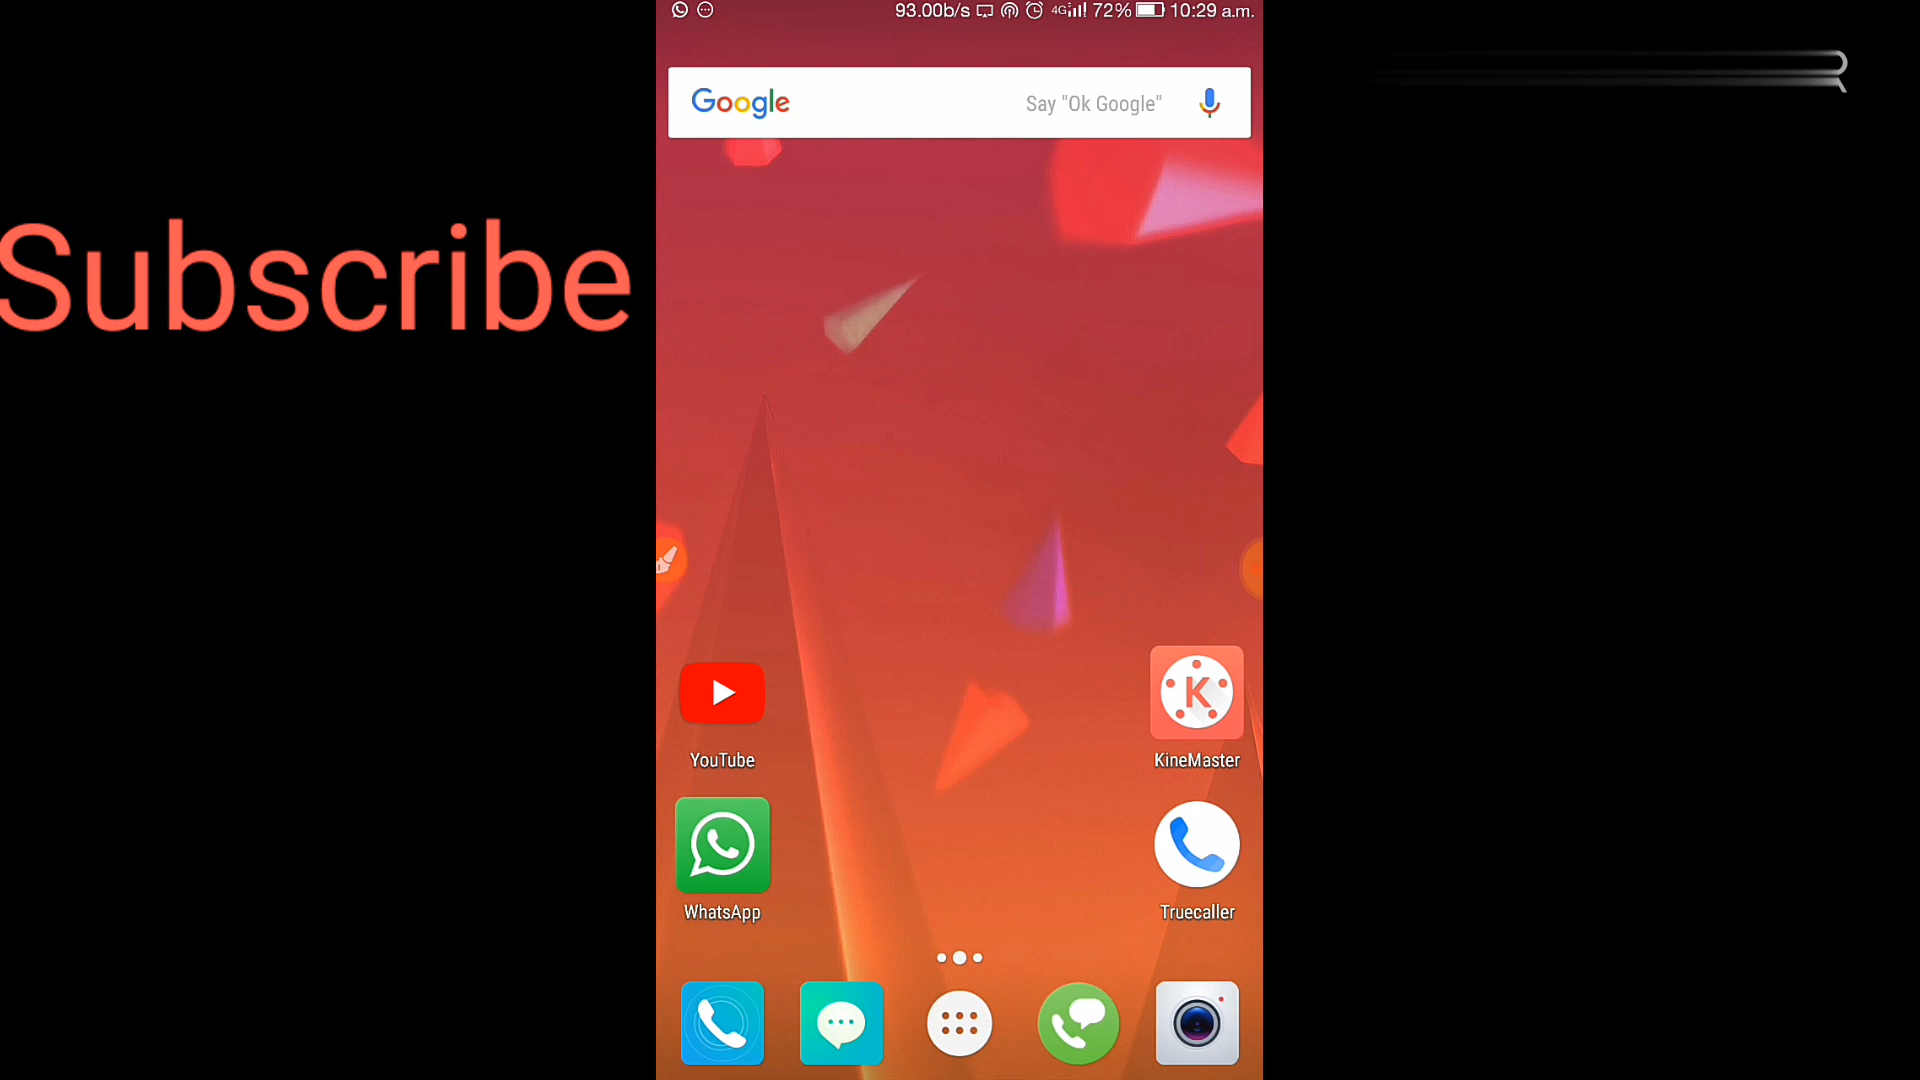 93.00b/s 4G 72% 10:29 a.m.
Google Say "Ok Google"
Subscribe
YouTube KineMaster
WhatsApp Truecaller